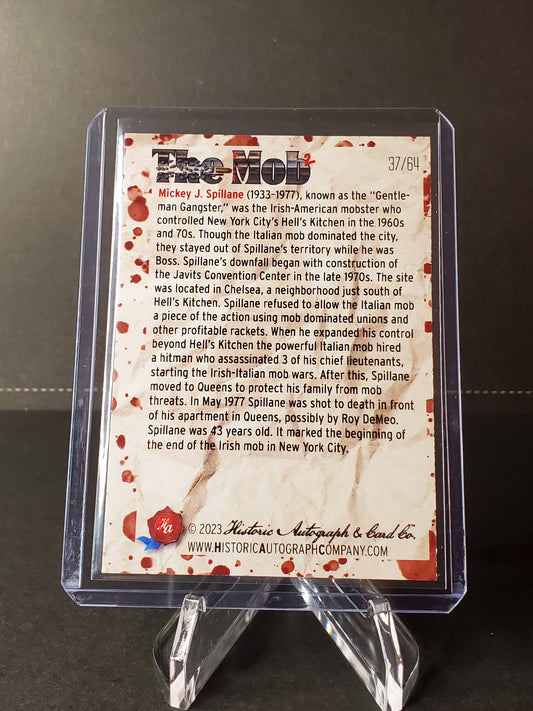 The Mob²
37/64
Mickey J. Spillane (1933-1977), known as the "Gentle-
man Gangster," was the Irish-American mobster who
controlled New York City's Hell's Kitchen in the 1960s
and 70s. Though the Italian mob dominated the city,
they stayed out of Spillane's territory while he was
Boss. Spillane's downfall began with construction of
the Javits Convention Center in the late 1970s. The site
was located in Chelsea, a neighborhood just south of
Hell's Kitchen. Spillane refused to allow the Italian mob
a piece of the action using mob dominated unions and
other profitable rackets. When he expanded his control
beyond Hell's Kitchen the powerful Italian mob hired
a hitman who assassinated 3 of his chief lieutenants,
starting the Irish-Italian mob wars. After this, Spillane
moved to Queens to protect his family from mob
threats. In May 1977 Spillane was shot to death in front
of his apartment in Queens, possibly by Roy DeMeo.
Spillane was 43 years old. It marked the beginning of
the end of the Irish mob in New York City.
Ha
© 2023 Historic Autograph & Card Co.
www.HistoricAutographCompany.com